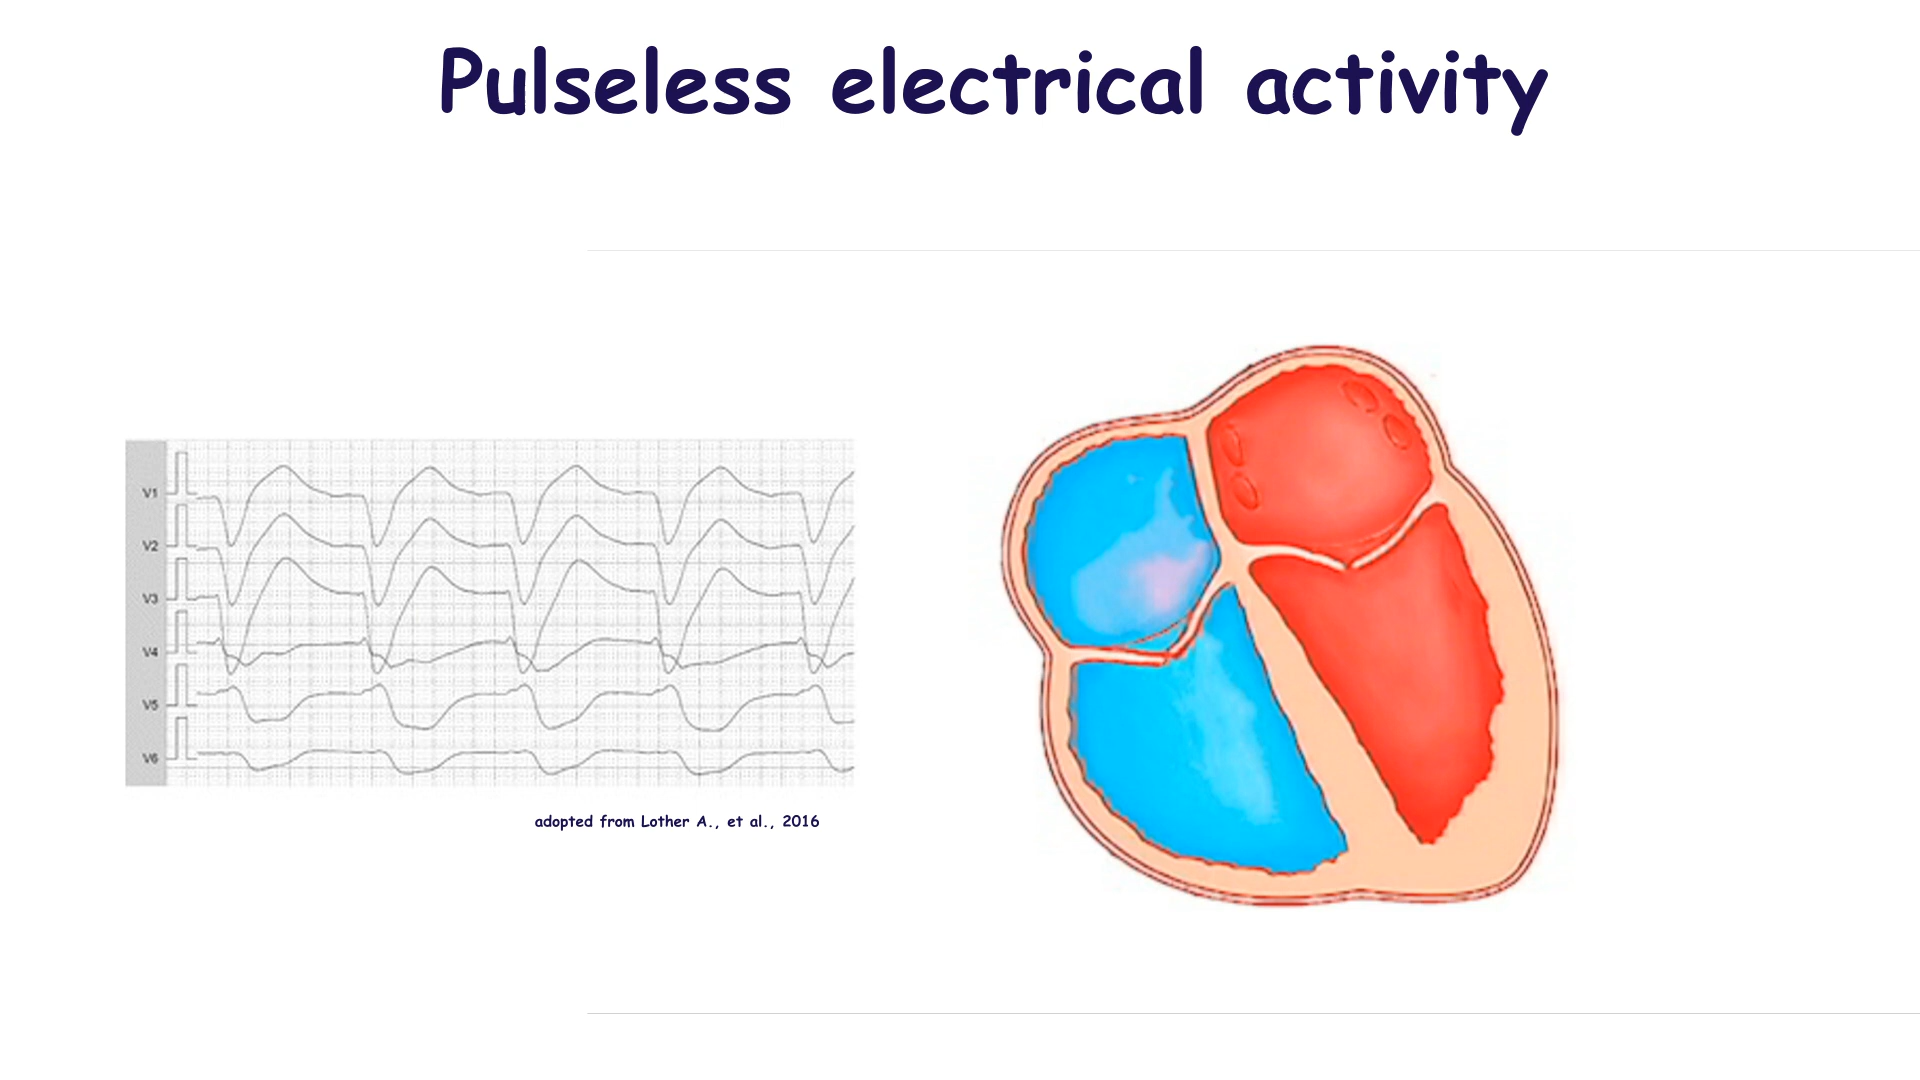 Pulseless electrical activity
V1
V2
V3
V4
V5
V6
adopted from Lother A., et al., 2016